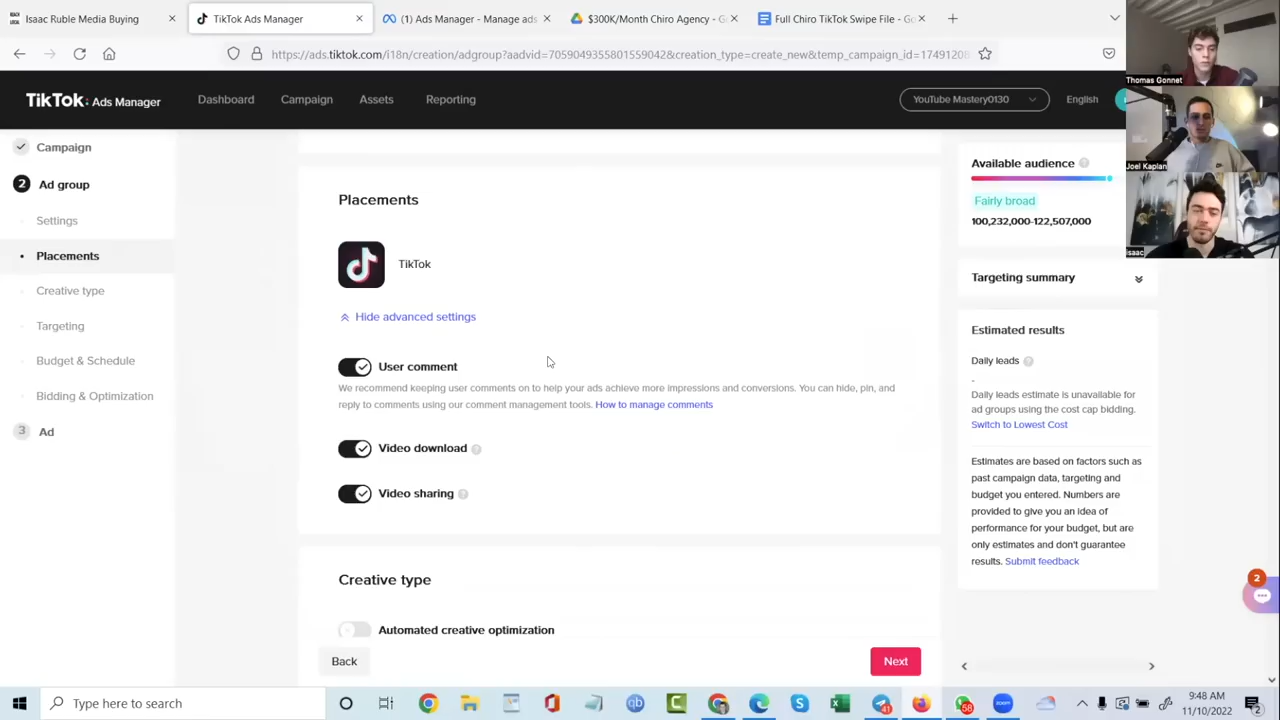 Isaac Ruble Media Buying
TikTok Ads Manager
(1) Ads Manager - Manage ads
$300K/Month Chiro Agency - G
Full Chiro TikTok Swipe File - Go
https://ads.tiktok.com/i18n/creation/adgroup?aadvid=7059049355801559042&creation_type=create_new&temp_campaign_id=17491208
TikTok: Ads Manager
Dashboard
Campaign
Assets
Reporting
YouTube Mastery0130
English
Thomas Gonnet
Joel Kaplan
Isaac
Campaign
2
Ad group
Settings
Placements
Creative type
Targeting
Budget & Schedule
Bidding & Optimization
3
Ad
Placements
TikTok
Hide advanced settings
User comment
We recommend keeping user comments on to help your ads achieve more impressions and conversions. You can hide, pin, and
reply to comments using our comment management tools. How to manage comments
Video download
Video sharing
Creative type
Automated creative optimization
Back
Next
Available audience
Fairly broad
100,232,000-122,507,000
Targeting summary
Estimated results
Daily leads
-
Daily leads estimate is unavailable for
ad groups using the cost cap bidding.
Switch to Lowest Cost
Estimates are based on factors such as
past campaign data, targeting and
budget you entered. Numbers are
provided to give you an idea of
performance for your budget, but are
only estimates and don't guarantee
results. Submit feedback
2
Type here to search
qb
41
58
zoom
9:48 AM
11/10/2022
2